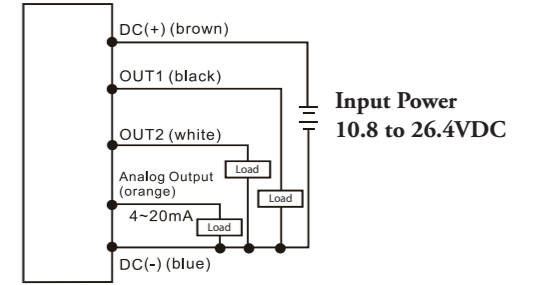 DC(+) (brown)
OUT1 (black)
Input Power
10.8 to 26.4VDC
OUT2 (white)
Load
Analog Output
(orange)
Load
4~20mA
Load
DC(-) (blue)